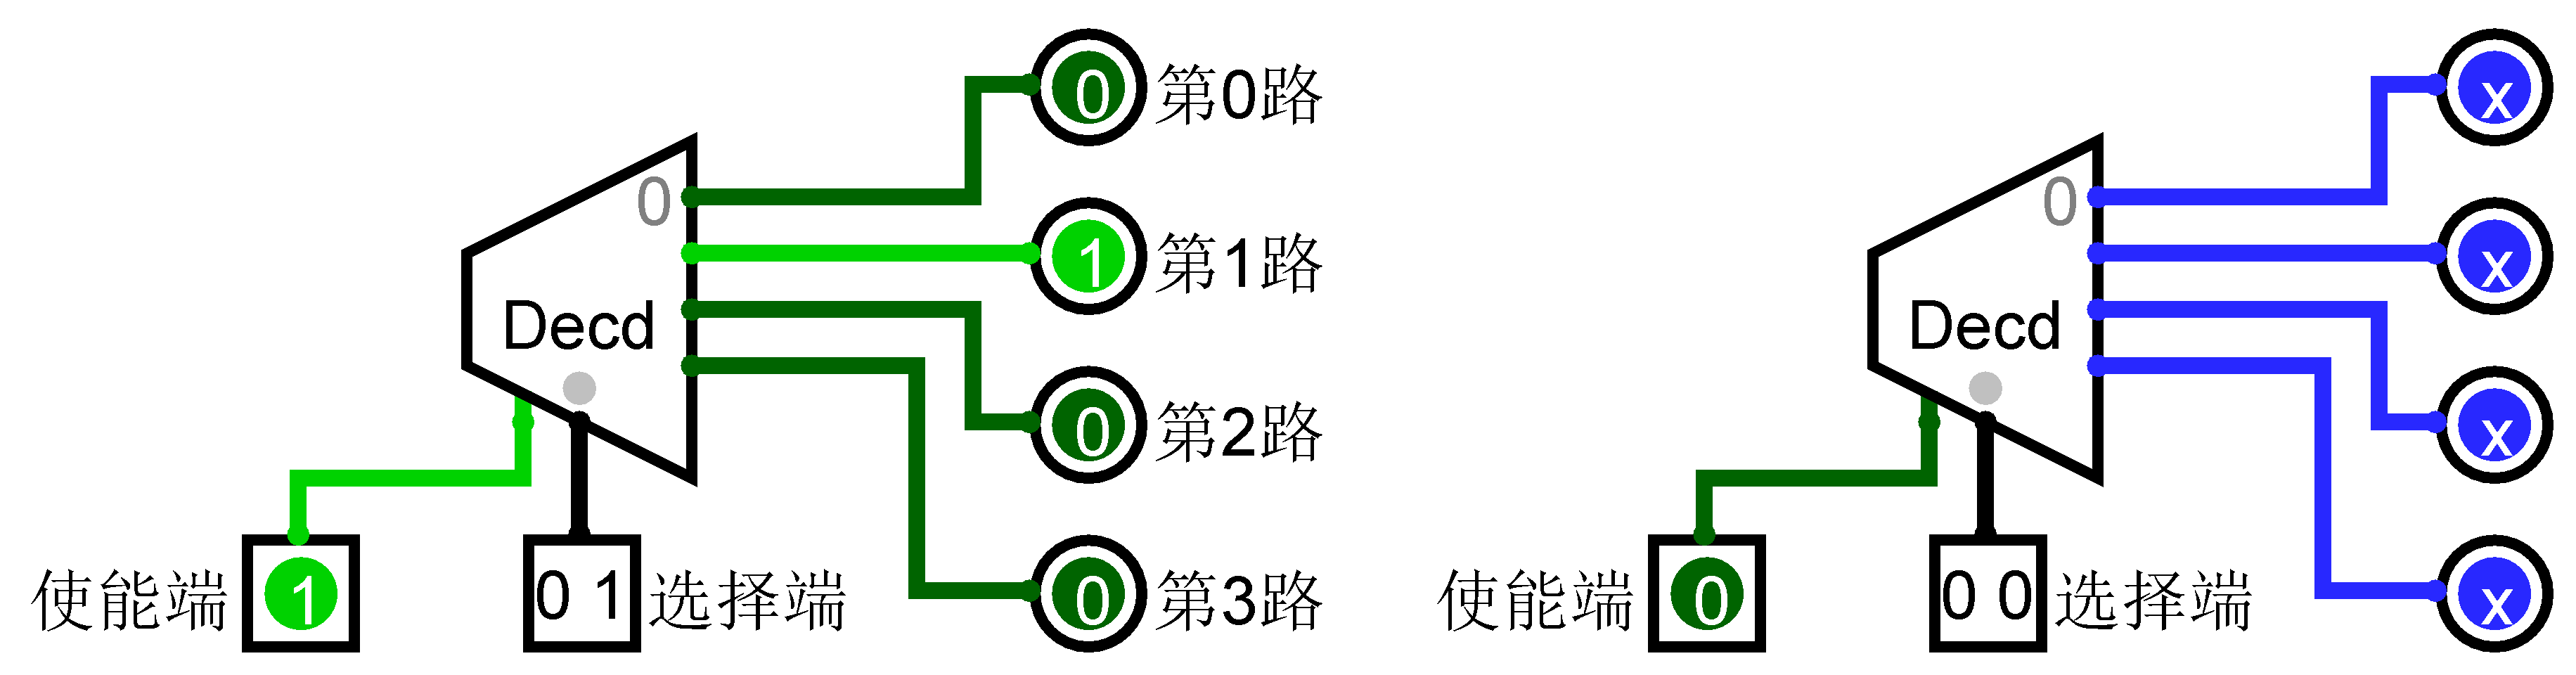 0 第0路
0
1 第1路
Decd
0 第2路
使能端 1
0 1 选择端
0 第3路
x
0
x
Decd
x
使能端 0
0 0 选择端
x